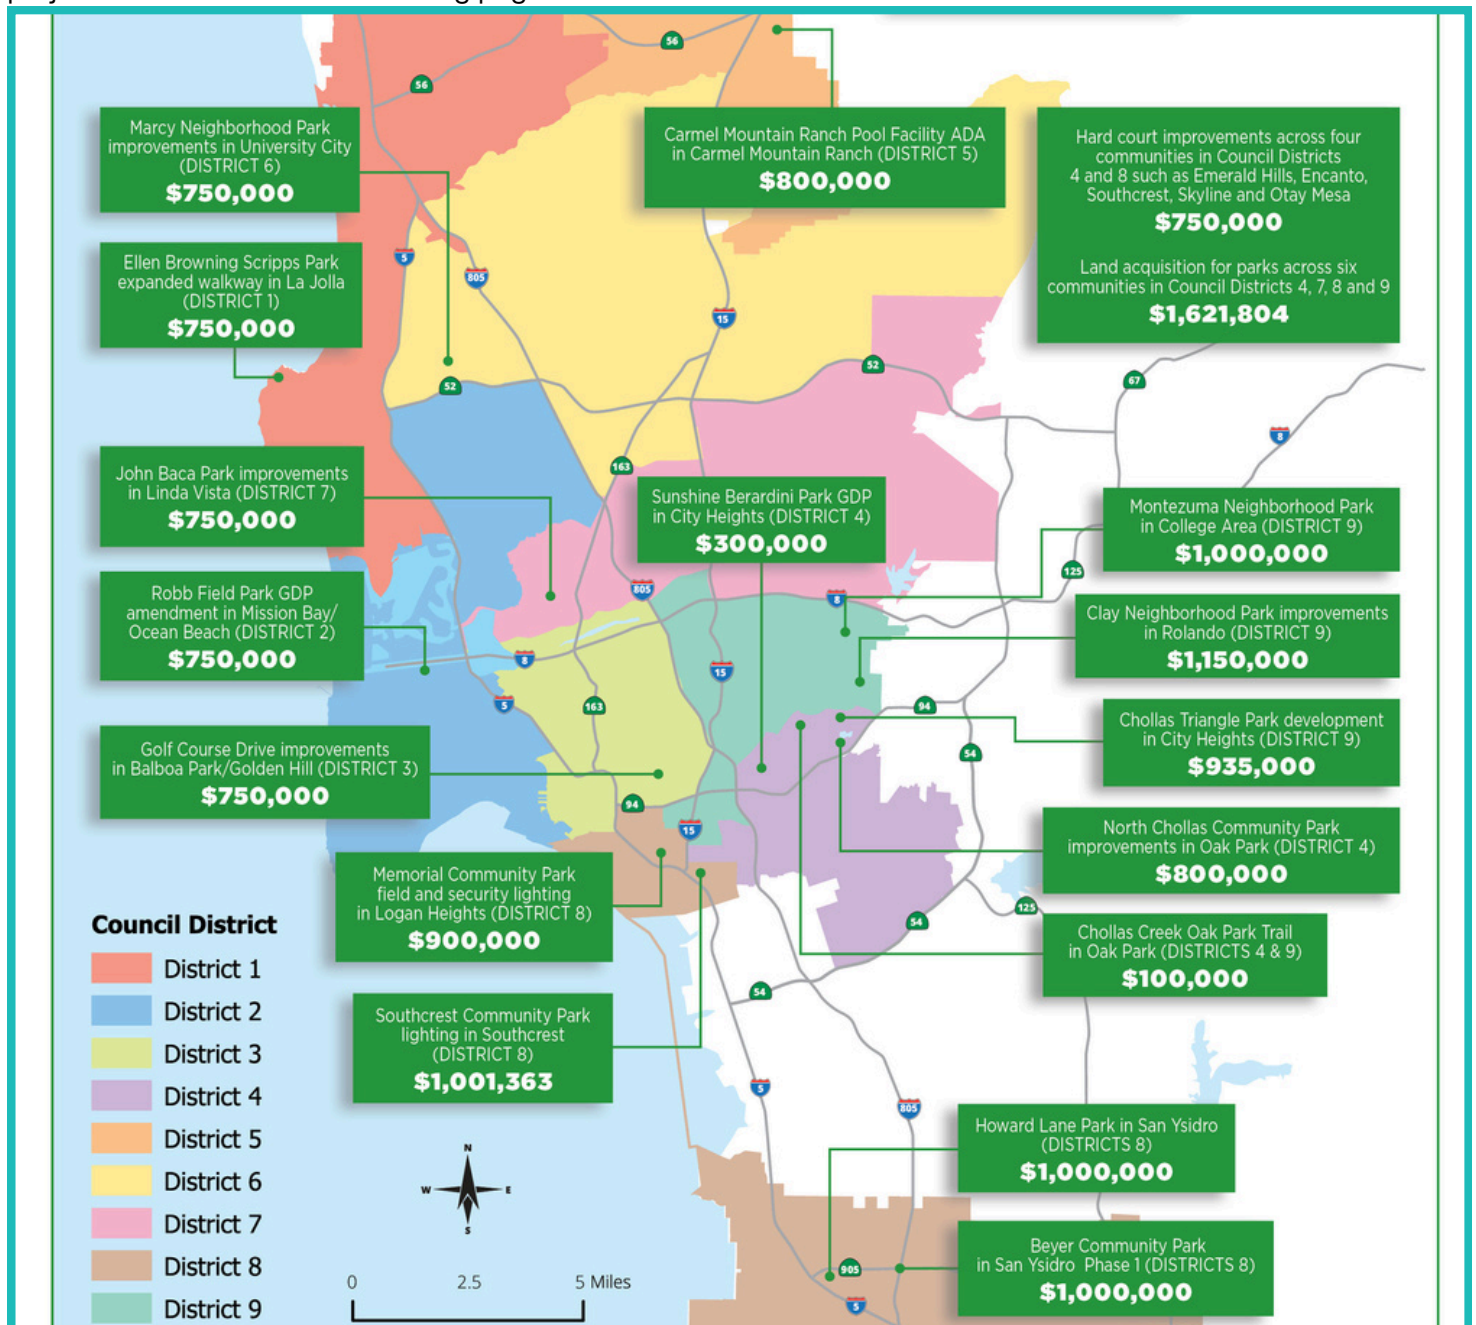 56
56
Marcy Neighborhood Park
improvements in University City
(DISTRICT 6)
$750,000
Carmel Mountain Ranch Pool Facility ADA
in Carmel Mountain Ranch (DISTRICT 5)
$800,000
Hard court improvements across four
communities in Council Districts
4 and 8 such as Emerald Hills, Encanto,
Southcrest, Skyline and Otay Mesa
$750,000
Land acquisition for parks across six
communities in Council Districts 4, 7, 8 and 9
$1,621,804
Ellen Browning Scripps Park
expanded walkway in La Jolla
(DISTRICT 1)
$750,000
5
805
15
52
52
67
8
163
John Baca Park improvements
in Linda Vista (DISTRICT 7)
$750,000
Sunshine Berardini Park GDP
in City Heights (DISTRICT 4)
$300,000
Montezuma Neighborhood Park
in College Area (DISTRICT 9)
$1,000,000
125
805
8
Robb Field Park GDP
amendment in Mission Bay/
Ocean Beach (DISTRICT 2)
$750,000
Clay Neighborhood Park improvements
in Rolando (DISTRICT 9)
$1,150,000
8
15
5
163
94
54
Golf Course Drive improvements
in Balboa Park/Golden Hill (DISTRICT 3)
$750,000
Chollas Triangle Park development
in City Heights (DISTRICT 9)
$935,000
94
15
North Chollas Community Park
improvements in Oak Park (DISTRICT 4)
$800,000
Memorial Community Park
field and security lighting
in Logan Heights (DISTRICT 8)
$900,000
125
54
Chollas Creek Oak Park Trail
in Oak Park (DISTRICTS 4 & 9)
$100,000
54
Southcrest Community Park
lighting in Southcrest
(DISTRICT 8)
$1,001,363
5
805
Howard Lane Park in San Ysidro
(DISTRICTS 8)
$1,000,000
Beyer Community Park
in San Ysidro Phase 1 (DISTRICTS 8)
$1,000,000
905
5
Council District
District 1
District 2
District 3
District 4
District 5
District 6
District 7
District 8
District 9
N
W E
S
0 2.5 5 Miles